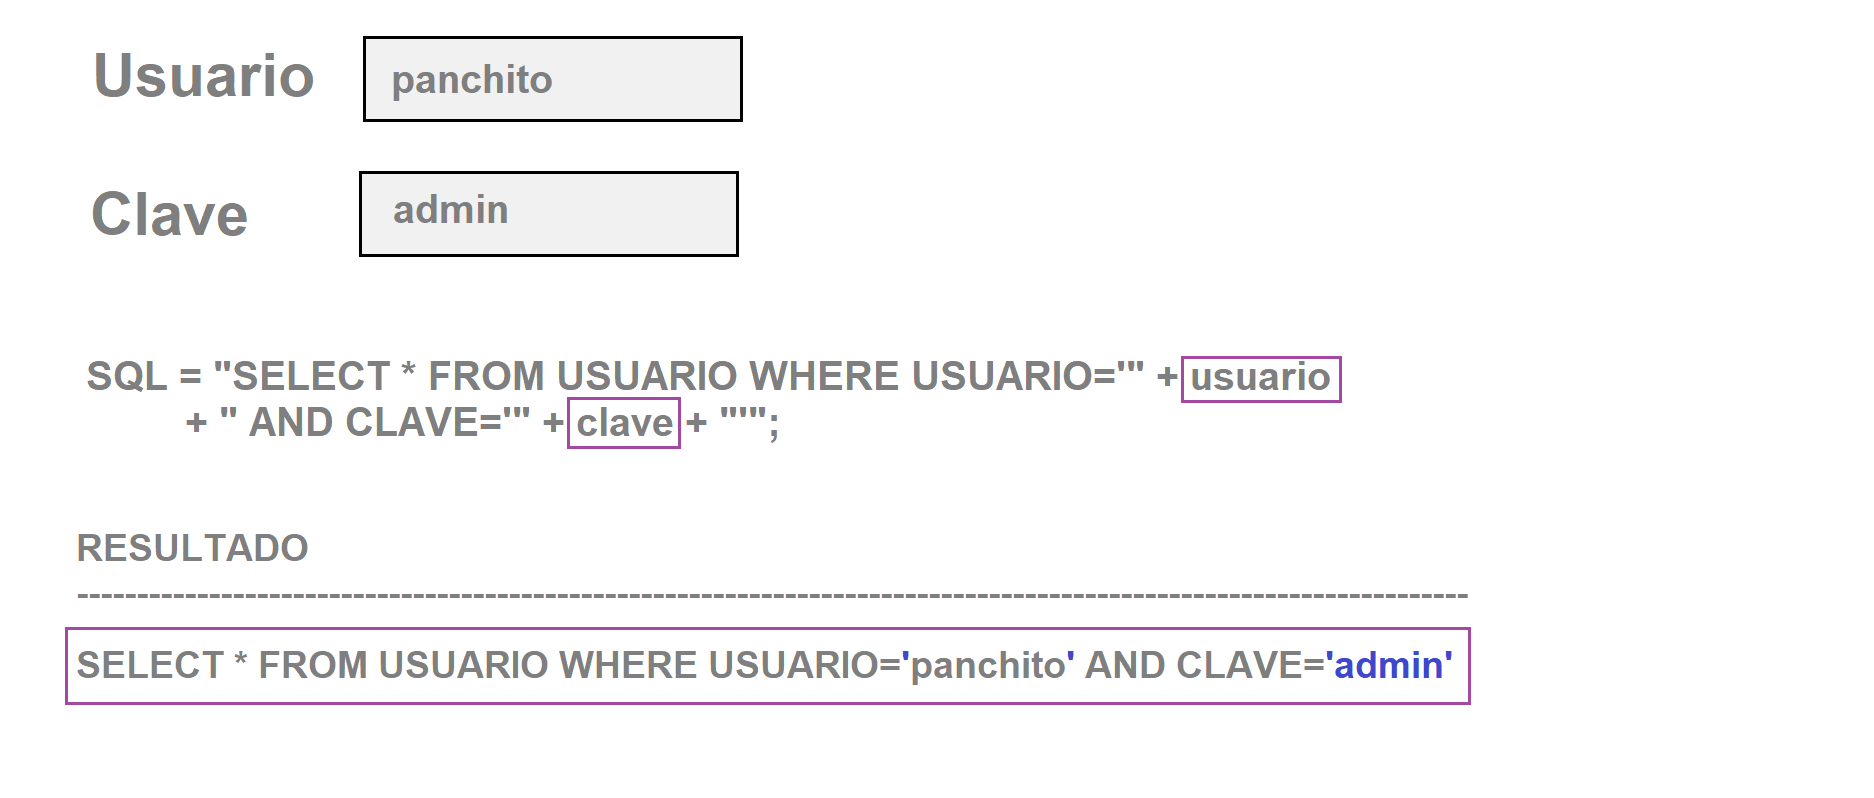 Usuario panchito
Clave admin
SQL = "SELECT * FROM USUARIO WHERE USUARIO='" + usuario
+ " AND CLAVE='" + clave + "'";
RESULTADO
--------------------------------------------------------------------------------------------------------------------
SELECT * FROM USUARIO WHERE USUARIO='panchito' AND CLAVE='admin'